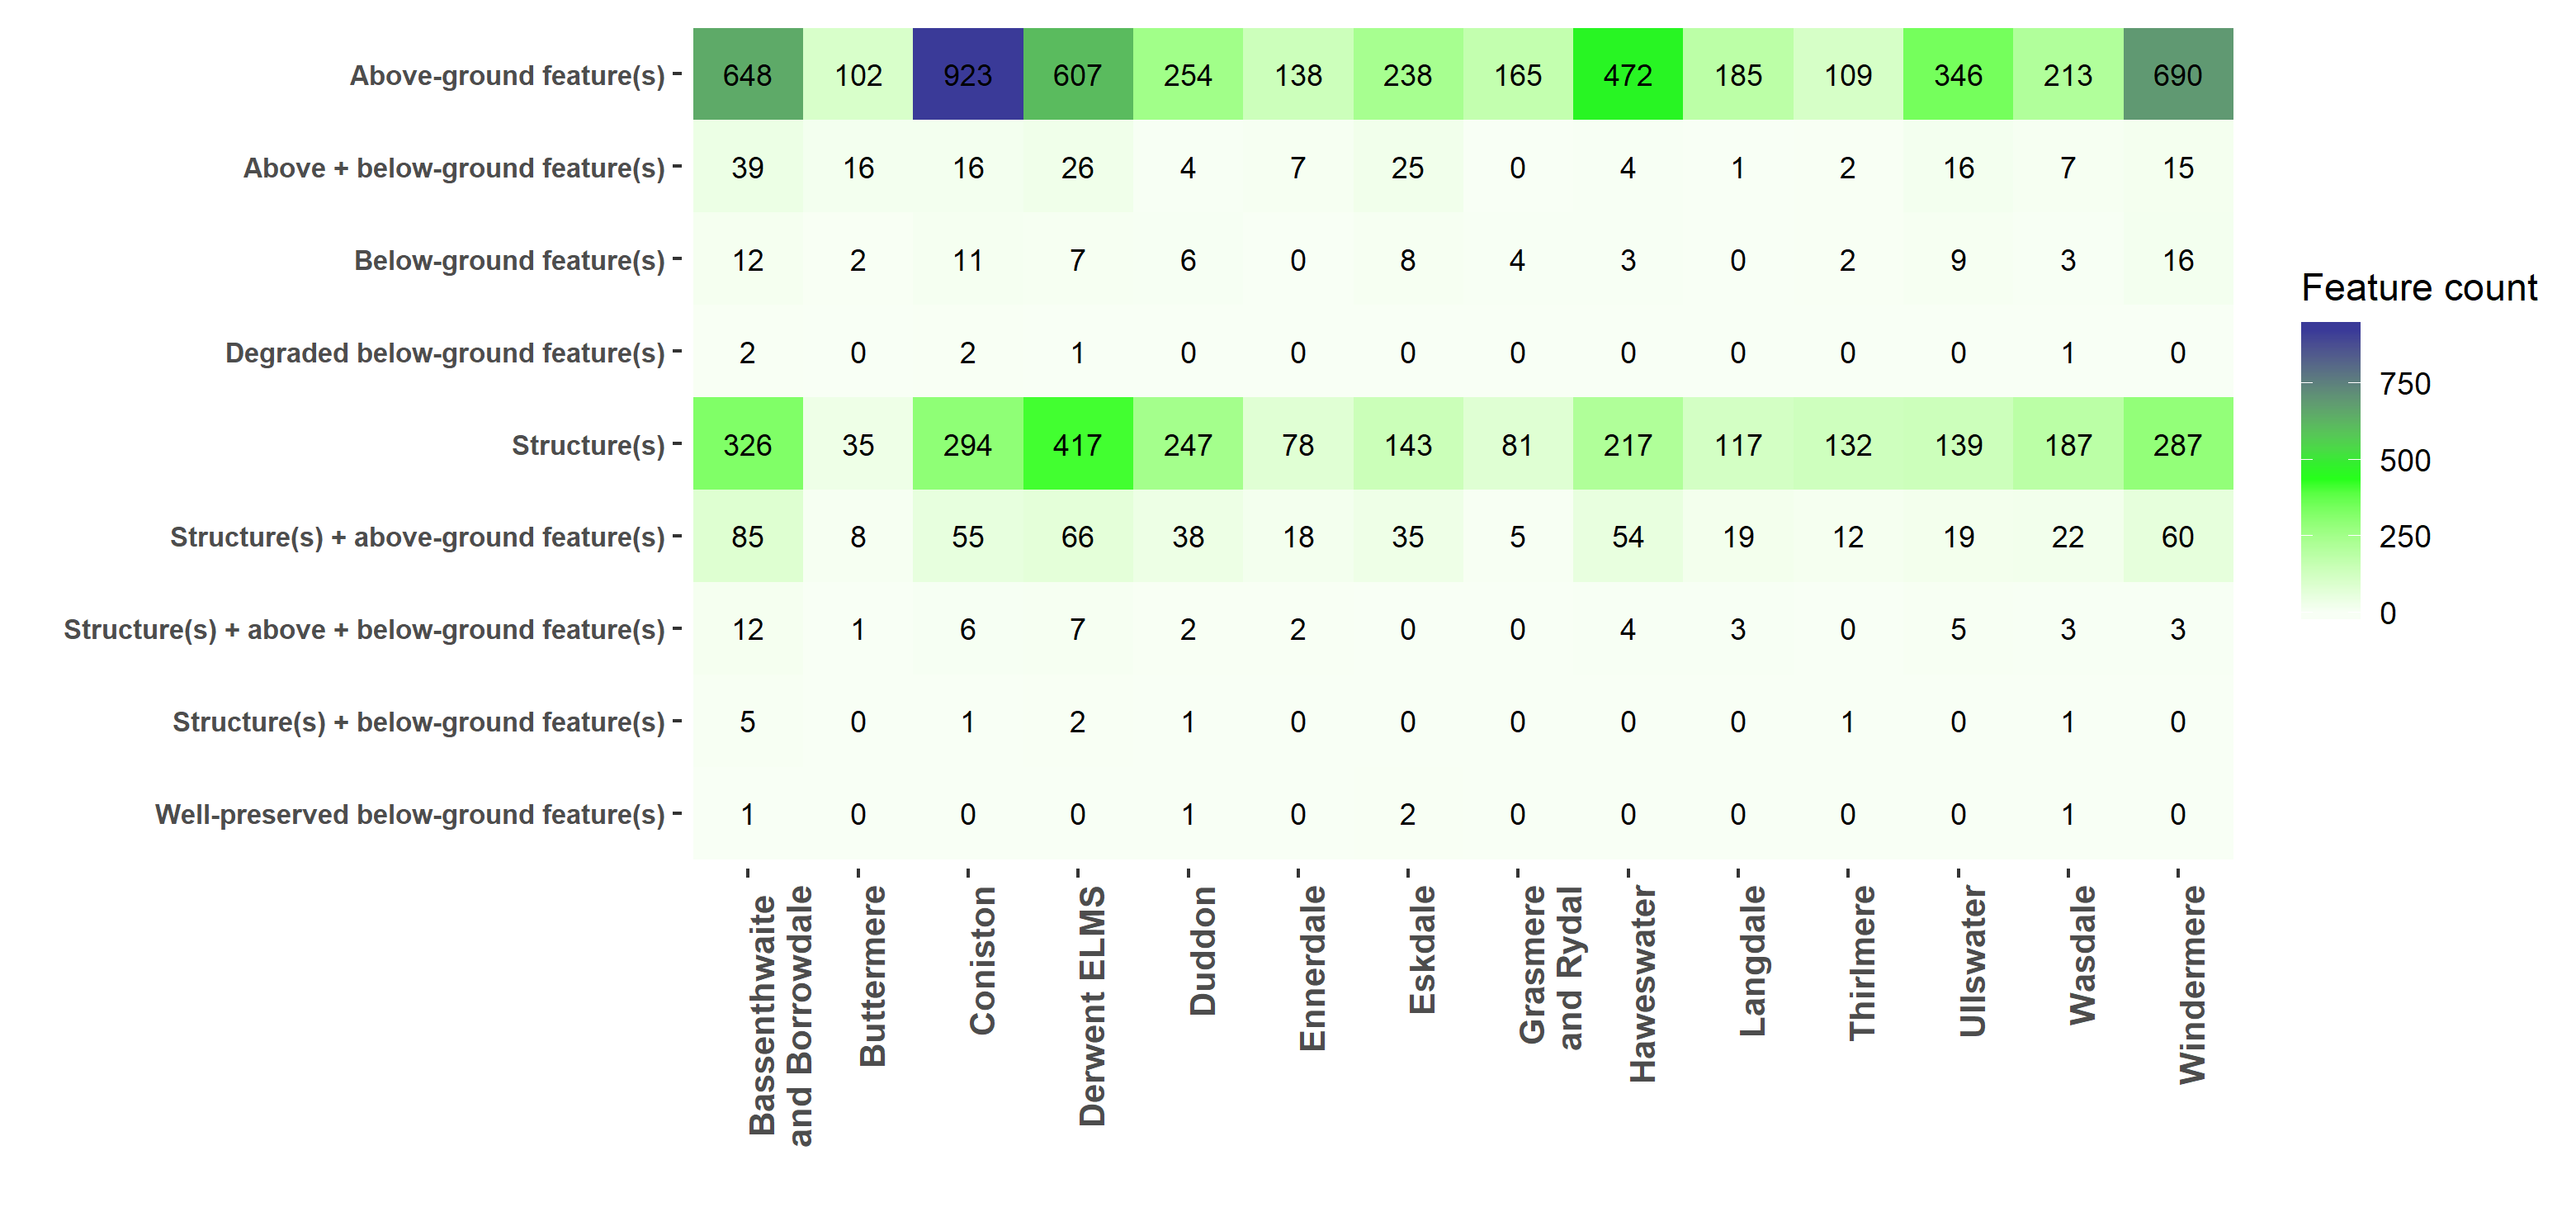 Above-ground feature(s) 648 102 923 607 254 138 238 165 472 185 109 346 213 690
Above + below-ground feature(s) 39 16 16 26 4 7 25 0 4 1 2 16 7 15
Below-ground feature(s) 12 2 11 7 6 0 8 4 3 0 2 9 3 16
Degraded below-ground feature(s) 2 0 2 1 0 0 0 0 0 0 0 0 1 0
Structure(s) 326 35 294 417 247 78 143 81 217 117 132 139 187 287
Structure(s) + above-ground feature(s) 85 8 55 66 38 18 35 5 54 19 12 19 22 60
Structure(s) + above + below-ground feature(s) 12 1 6 7 2 2 0 0 4 3 0 5 3 3
Structure(s) + below-ground feature(s) 5 0 1 2 1 0 0 0 0 0 1 0 1 0
Well-preserved below-ground feature(s) 1 0 0 0 1 0 2 0 0 0 0 0 1 0
Bassenthwaite
and Borrowdale
Buttermere
Coniston
Derwent ELMS
Duddon
Ennerdale
Eskdale
Grasmere
and Rydal
Haweswater
Langdale
Thirlmere
Ullswater
Wasdale
Windermere
Feature count
750
500
250
0